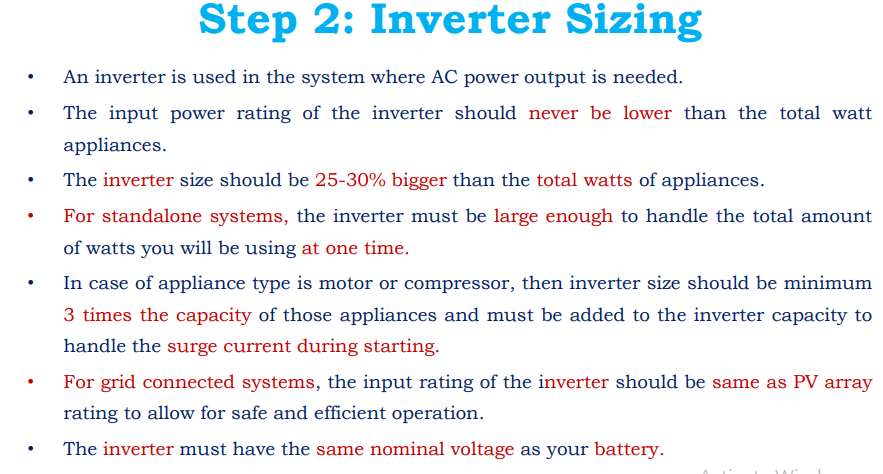 Step 2: Inverter Sizing
• An inverter is used in the system where AC power output is needed.
• The input power rating of the inverter should never be lower than the total watt
appliances.
• The inverter size should be 25-30% bigger than the total watts of appliances.
• For standalone systems, the inverter must be large enough to handle the total amount
of watts you will be using at one time.
• In case of appliance type is motor or compressor, then inverter size should be minimum
3 times the capacity of those appliances and must be added to the inverter capacity to
handle the surge current during starting.
• For grid connected systems, the input rating of the inverter should be same as PV array
rating to allow for safe and efficient operation.
• The inverter must have the same nominal voltage as your battery.